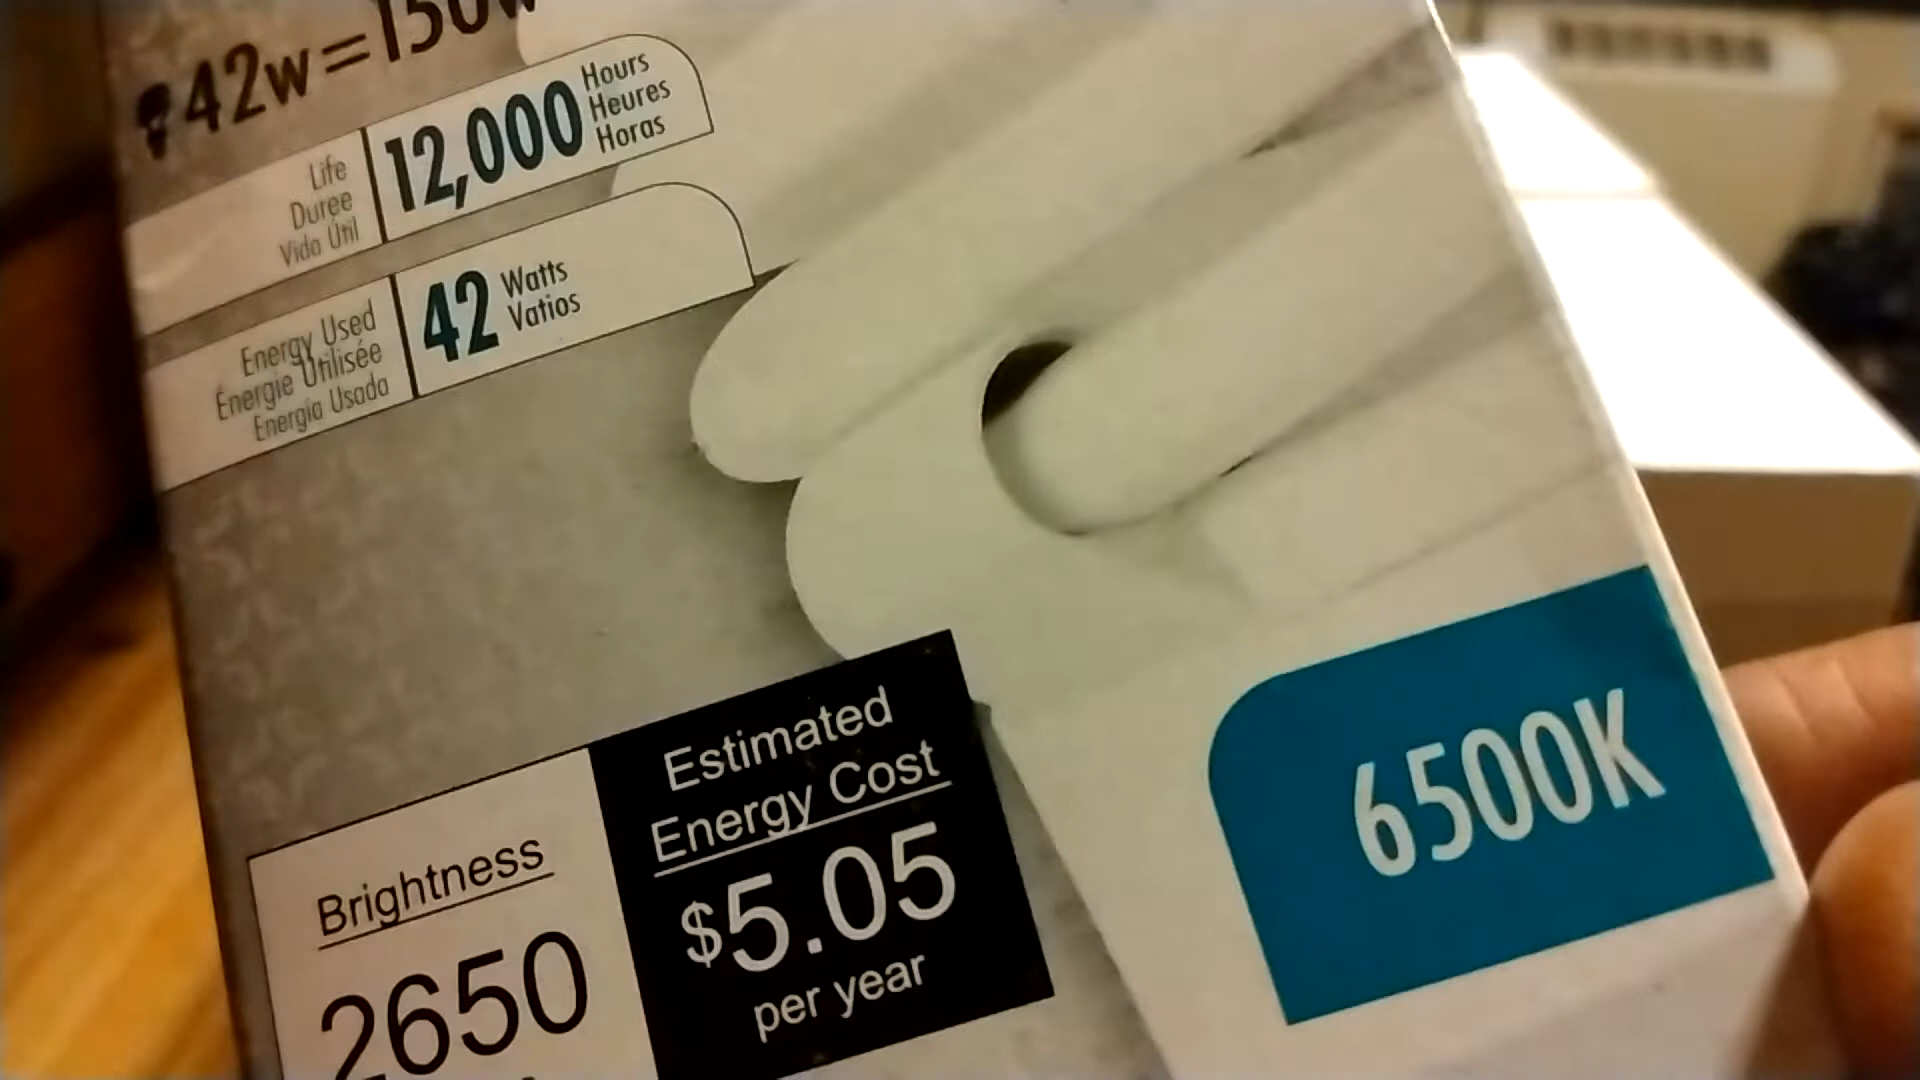 42w=150w
Life
Durée
Vida Útil
12,000
Hours
Heures
Horas
Energy Used
Énergie Utilisée
Energía Usada
42
Watts
Vatios
Brightness
2650
Estimated
Energy Cost
$5.05
per year
6500K